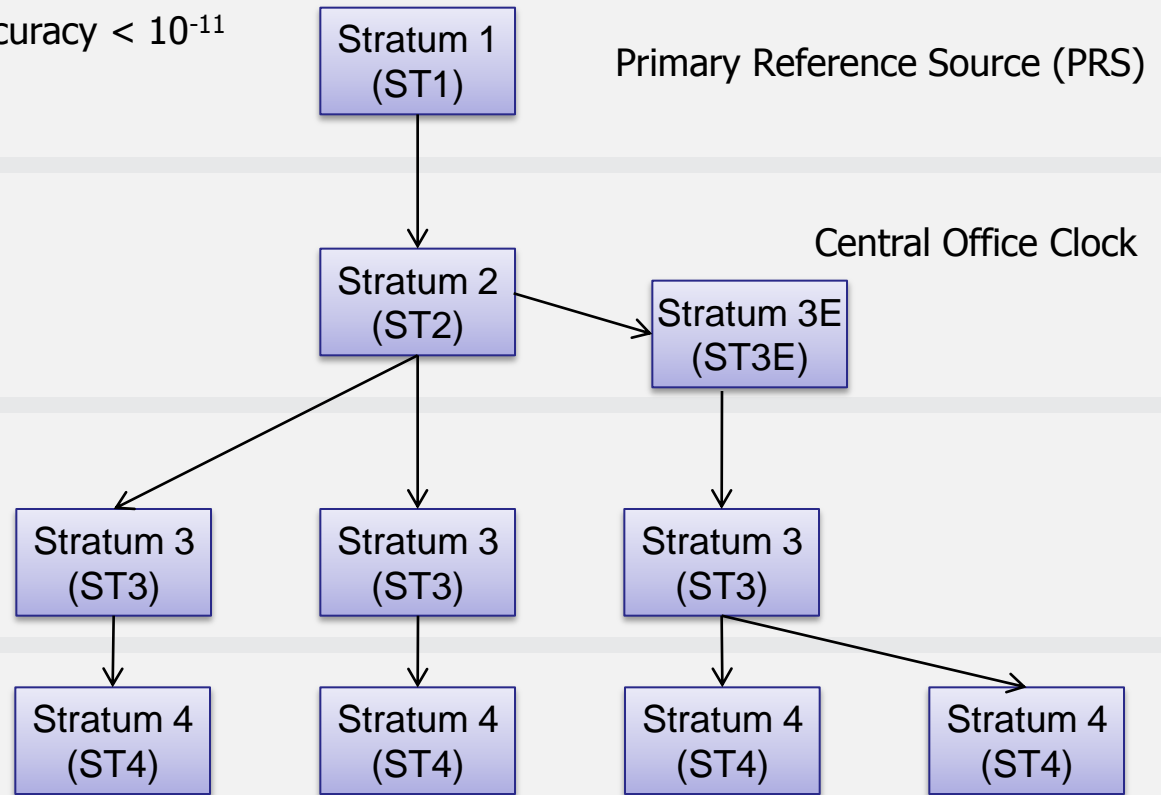 curacy < 10⁻¹¹
Stratum 1
(ST1)
Primary Reference Source (PRS)
Central Office Clock
Stratum 2
(ST2)
Stratum 3E
(ST3E)
Stratum 3
(ST3)
Stratum 3
(ST3)
Stratum 3
(ST3)
Stratum 4
(ST4)
Stratum 4
(ST4)
Stratum 4
(ST4)
Stratum 4
(ST4)